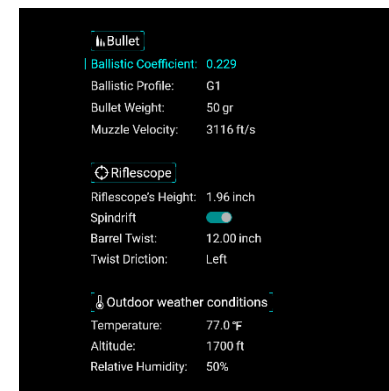 Bullet
Ballistic Coefficient: 0.229
Ballistic Profile: G1
Bullet Weight: 50 gr
Muzzle Velocity: 3116 ft/s
Riflescope
Riflescope's Height: 1.96 inch
Spindrift
Barrel Twist: 12.00 inch
Twist Driction: Left
Outdoor weather conditions
Temperature: 77.0 ℉
Altitude: 1700 ft
Relative Humidity: 50%